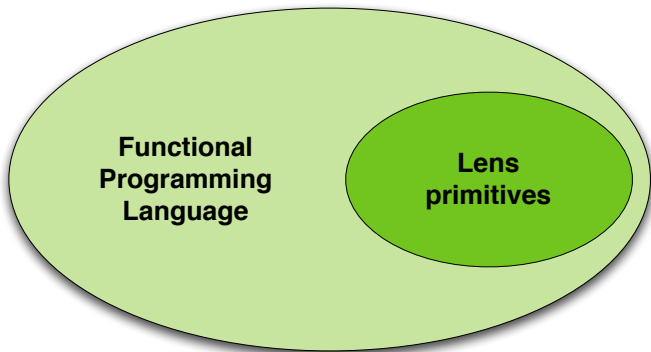 Functional
Programming
Language
Lens
primitives